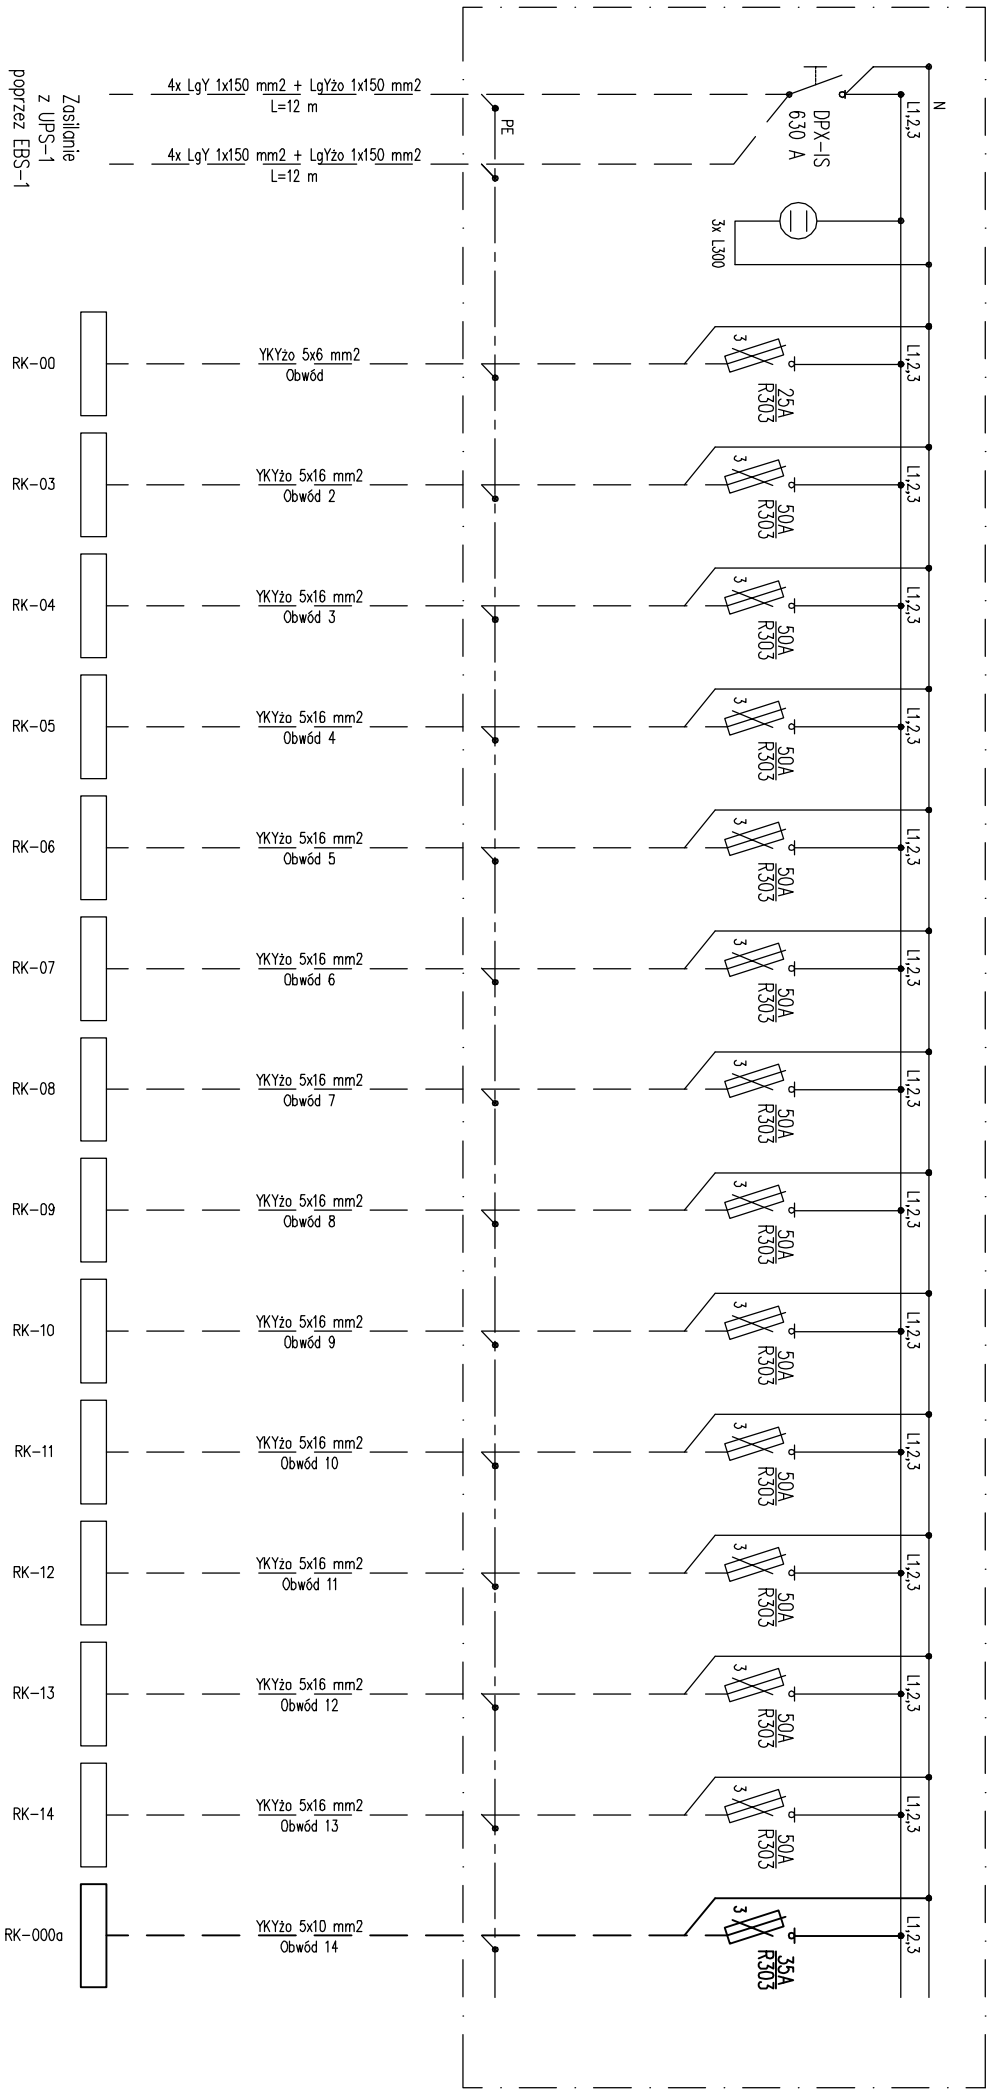 N
L1,2,3
DPX-IS
630 A
4x LgY 1x150 mm2 + LgYżo 1x150 mm2
L=12 m
PE
4x LgY 1x150 mm2 + LgYżo 1x150 mm2
L=12 m
Zasilanie
z UPS-1
poprzez EBS-1
3x L300
RK-00
YKYżo 5x6 mm2
Obwód
3
25A
R303
L1,2,3
RK-03
YKYżo 5x16 mm2
Obwód 2
3
50A
R303
L1,2,3
RK-04
YKYżo 5x16 mm2
Obwód 3
3
50A
R303
L1,2,3
RK-05
YKYżo 5x16 mm2
Obwód 4
3
50A
R303
L1,2,3
RK-06
YKYżo 5x16 mm2
Obwód 5
3
50A
R303
L1,2,3
RK-07
YKYżo 5x16 mm2
Obwód 6
3
50A
R303
L1,2,3
RK-08
YKYżo 5x16 mm2
Obwód 7
3
50A
R303
L1,2,3
RK-09
YKYżo 5x16 mm2
Obwód 8
3
50A
R303
L1,2,3
RK-10
YKYżo 5x16 mm2
Obwód 9
3
50A
R303
L1,2,3
RK-11
YKYżo 5x16 mm2
Obwód 10
3
50A
R303
L1,2,3
RK-12
YKYżo 5x16 mm2
Obwód 11
3
50A
R303
L1,2,3
RK-13
YKYżo 5x16 mm2
Obwód 12
3
50A
R303
L1,2,3
RK-14
YKYżo 5x16 mm2
Obwód 13
3
50A
R303
L1,2,3
RK-000a
YKYżo 5x10 mm2
Obwód 14
3
35A
R303
L1,2,3